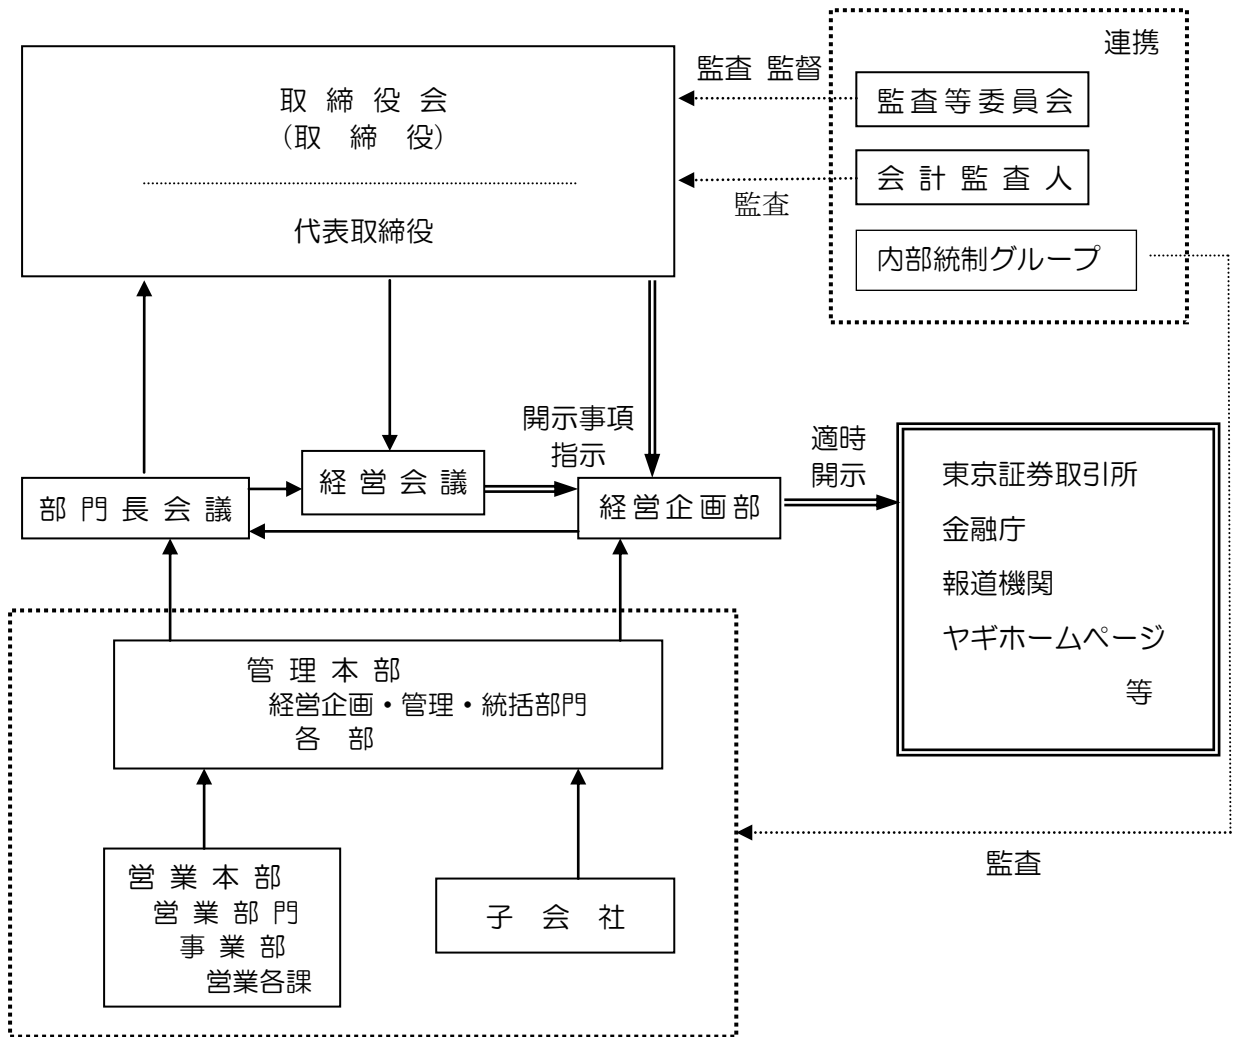 連携
取締役会
(取 締 役)
代表取締役
監査 監督
監査等委員会
監査
会計監査人
内部統制グループ
開示事項
指示
適時
開示
部門長会議
経営会議
経営企画部
東京証券取引所
金融庁
報道機関
ヤギホームページ
等
管理本部
経営企画・管理・統括部門
各 部
監査
営業本部
営業部門
事業部
営業各課
子 会 社